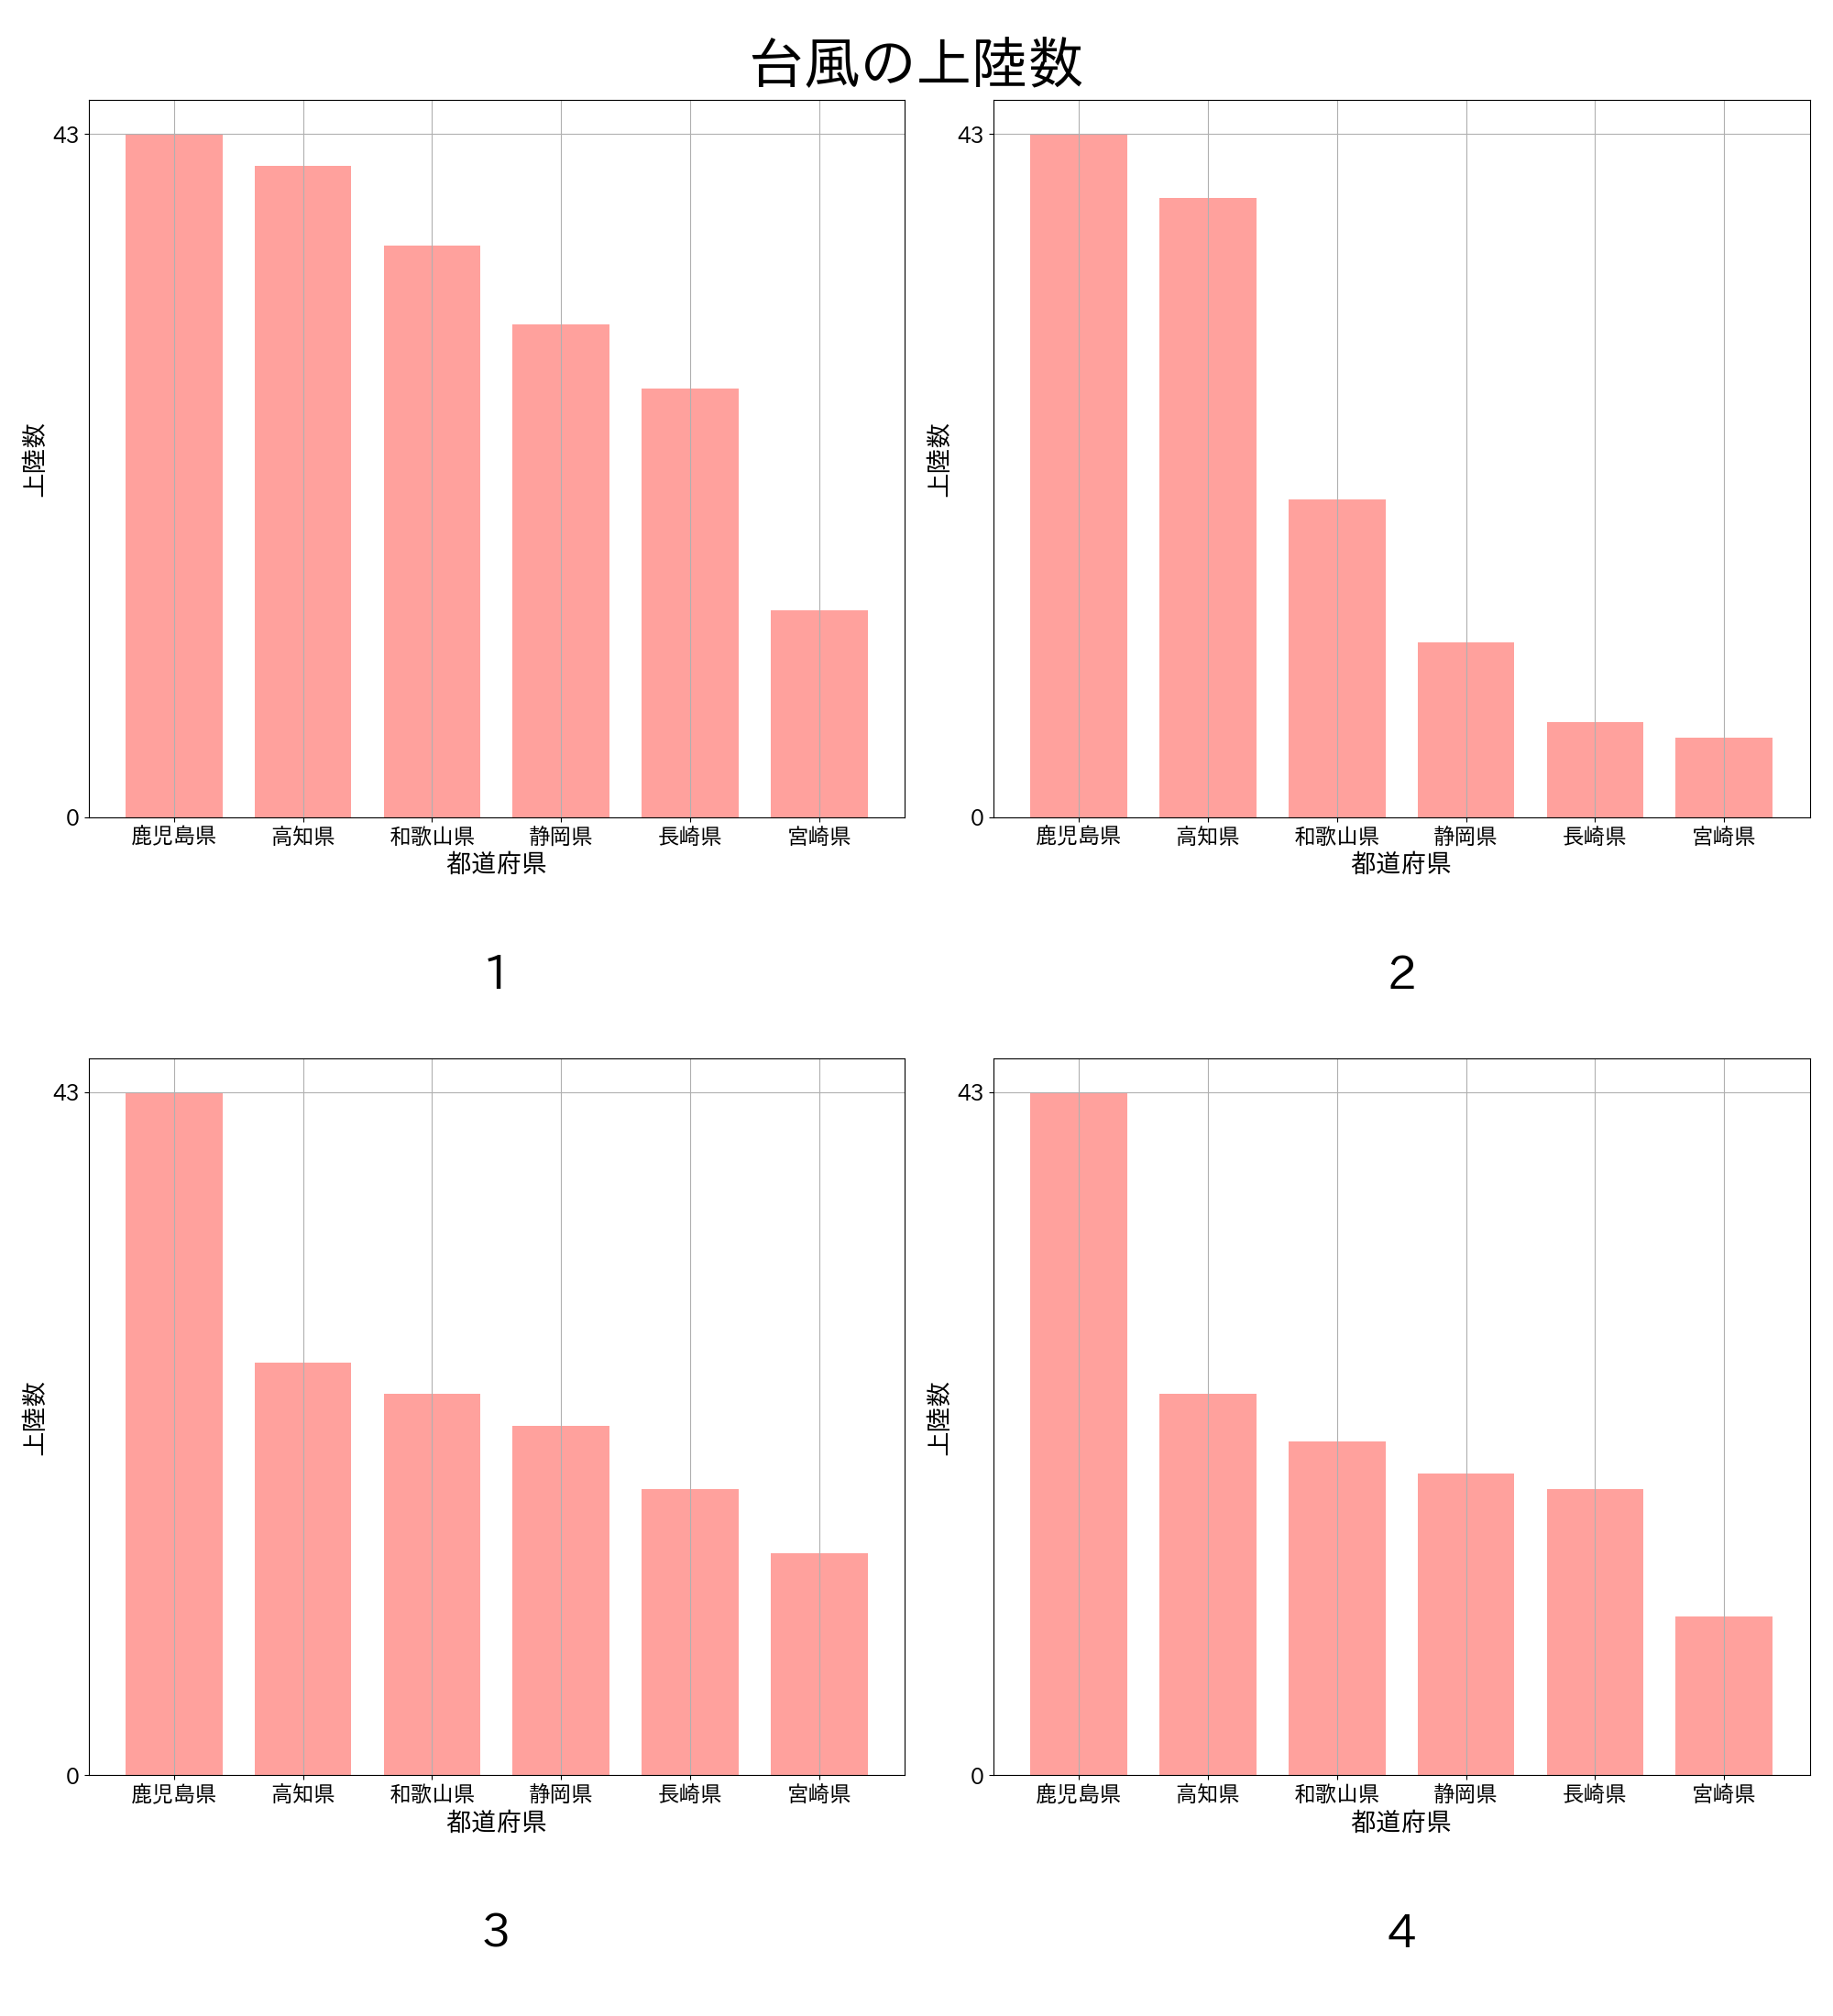 台風の上陸数
43
0
上陸数
鹿児島県 高知県 和歌山県 静岡県 長崎県 宮崎県
都道府県
1
43
0
上陸数
鹿児島県 高知県 和歌山県 静岡県 長崎県 宮崎県
都道府県
2
43
0
上陸数
鹿児島県 高知県 和歌山県 静岡県 長崎県 宮崎県
都道府県
3
43
0
上陸数
鹿児島県 高知県 和歌山県 静岡県 長崎県 宮崎県
都道府県
4